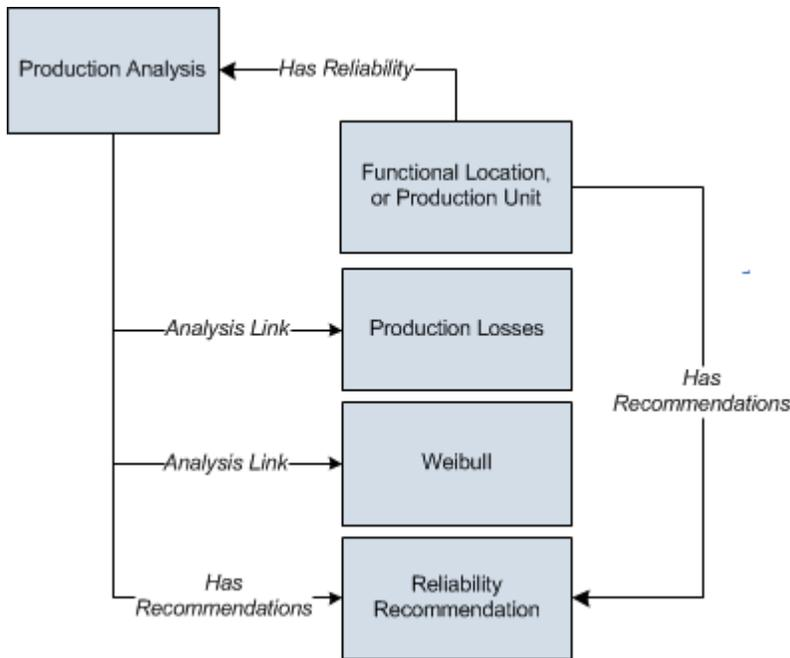 Production Analysis
Has Reliability
Functional Location,
or Production Unit
Analysis Link
Production Losses
Has
Recommendations
Analysis Link
Weibull
Has
Recommendations
Reliability
Recommendation